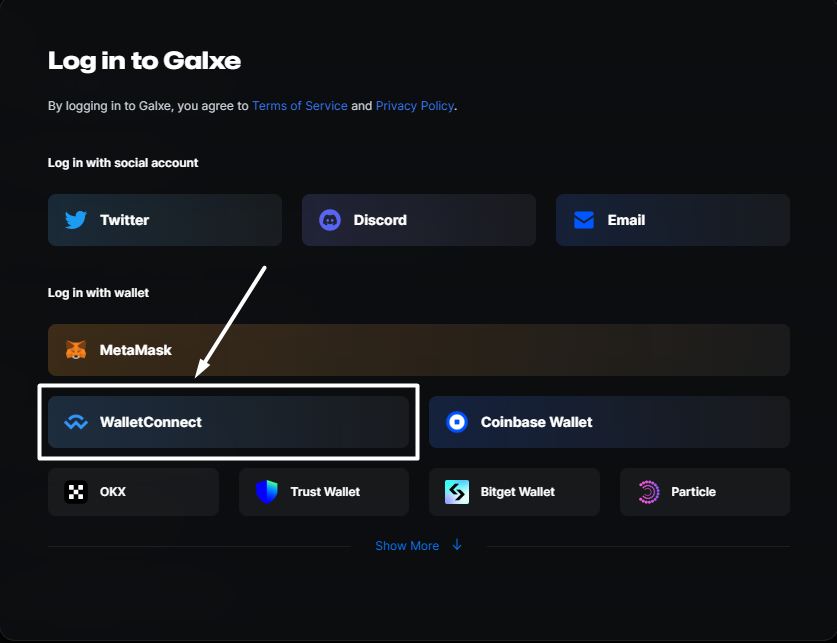 Log in to Galxe
By logging in to Galxe, you agree to Terms of Service and Privacy Policy.
Log in with social account
Twitter
Discord
Email
Log in with wallet
MetaMask
WalletConnect
Coinbase Wallet
OKX
Trust Wallet
Bitget Wallet
Particle
Show More